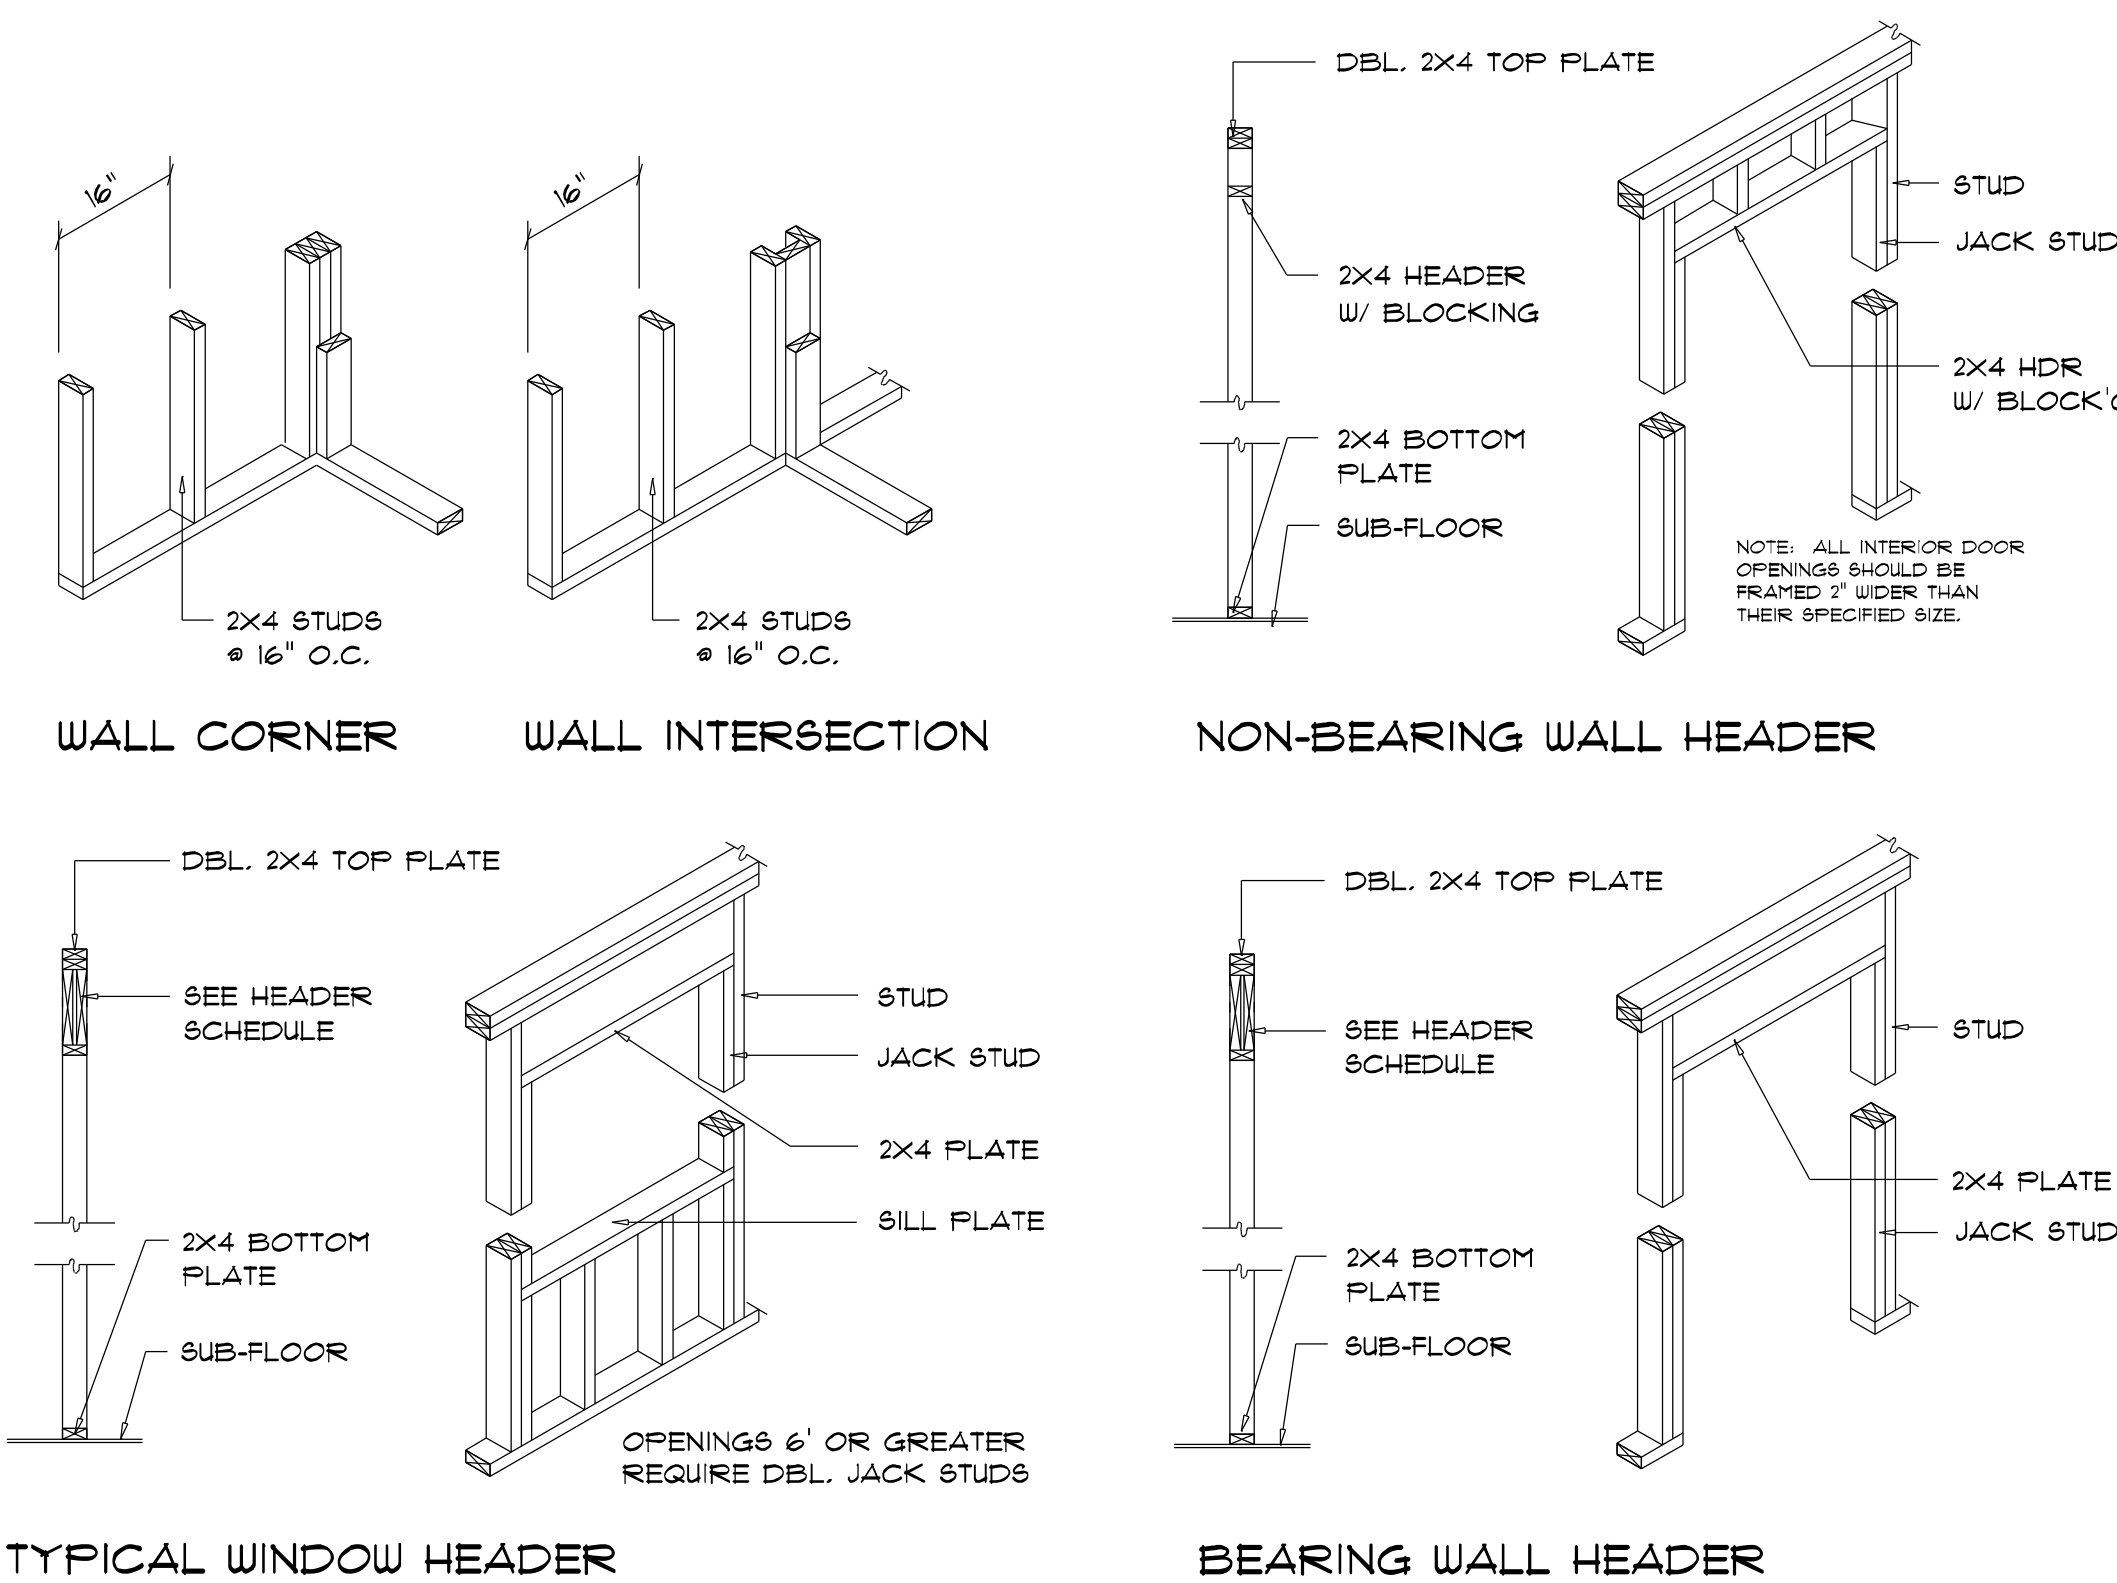 16"
2X4 STUDS
@ 16" O.C.
WALL CORNER
16"
2X4 STUDS
@ 16" O.C.
WALL INTERSECTION
DBL. 2X4 TOP PLATE
2X4 HEADER
W/ BLOCKING
2X4 BOTTOM
PLATE
SUB-FLOOR
STUD
JACK STUD
2X4 HDR
W/ BLOCK'
NOTE: ALL INTERIOR DOOR
OPENINGS SHOULD BE
FRAMED 2" WIDER THAN
THEIR SPECIFIED SIZE.
NON-BEARING WALL HEADER
DBL. 2X4 TOP PLATE
SEE HEADER
SCHEDULE
2X4 BOTTOM
PLATE
SUB-FLOOR
STUD
JACK STUD
2X4 PLATE
SILL PLATE
OPENINGS 6' OR GREATER
REQUIRE DBL. JACK STUDS
TYPICAL WINDOW HEADER
DBL. 2X4 TOP PLATE
SEE HEADER
SCHEDULE
2X4 BOTTOM
PLATE
SUB-FLOOR
STUD
2X4 PLATE
JACK STUD
BEARING WALL HEADER